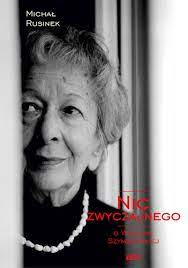 MICHAŁ
RUSINEK
NIC
ZWYCZAJNEGO
O WISŁAWIE
SZYMBORSKIEJ